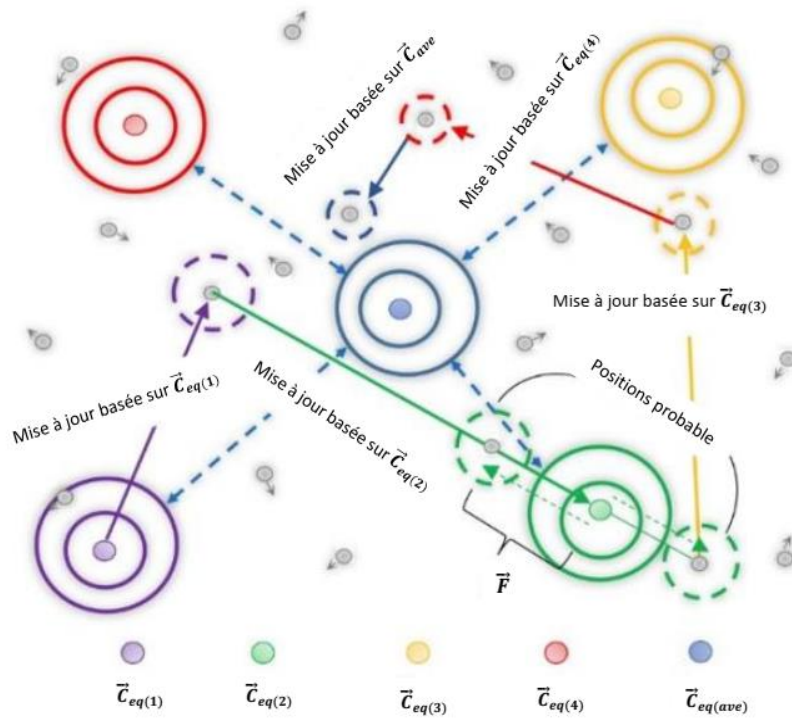 Mise à jour basée sur C⃗ave
Mise à jour basée sur C⃗eq(4)
Mise à jour basée sur C⃗eq(3)
Mise à jour basée sur C⃗eq(1)
Mise à jour basée sur C⃗eq(2)
Positions probable
F⃗
C⃗eq(1)
C⃗eq(2)
C⃗eq(3)
C⃗eq(4)
C⃗eq(ave)